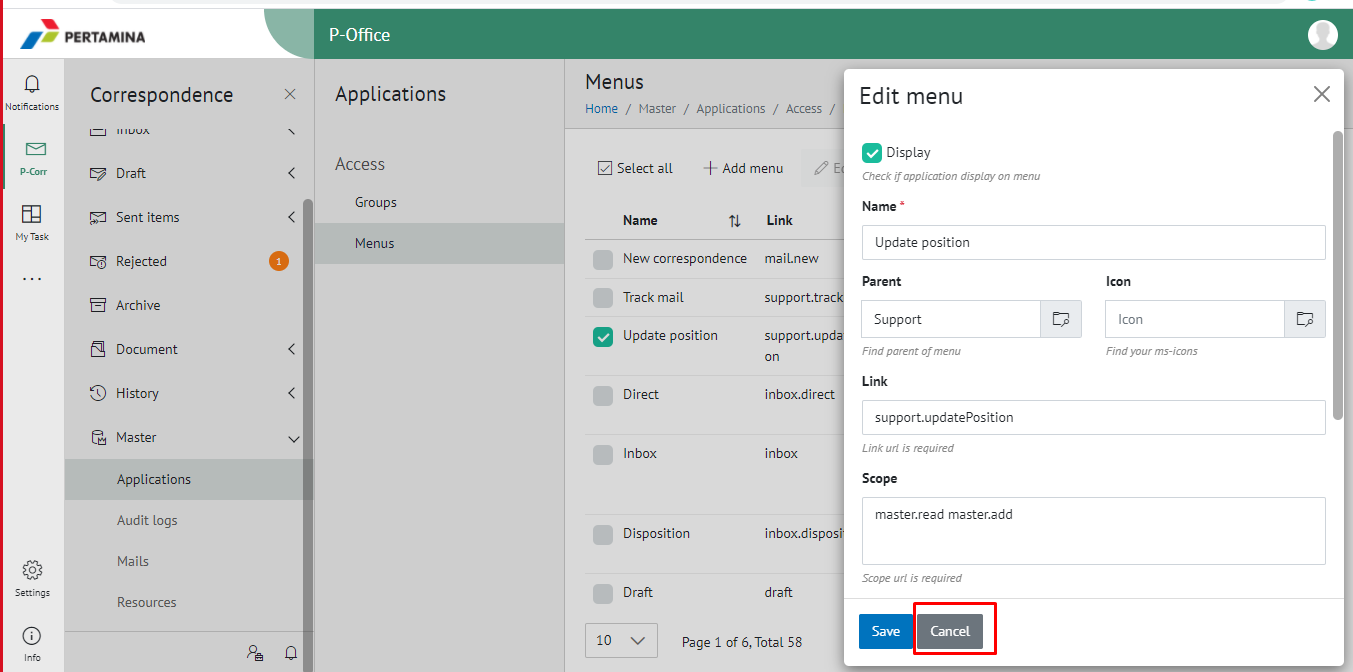 PERTAMINA
P-Office
Notifications
P-Corr
My Task
...
Settings
Info
Correspondence
Inbox
Draft
Sent items
Rejected 1
Archive
Document
History
Master
Applications
Audit logs
Mails
Resources
Applications
Access
Groups
Menus
Menus
Home / Master / Applications / Access /
Select all Add menu
Name Link
New correspondence mail.new
Track mail support.track
Update position support.upda
on
Direct inbox.direct
Inbox inbox
Disposition inbox.disposi
Draft draft
10 Page 1 of 6, Total 58
Edit menu
Display
Check if application display on menu
Name *
Update position
Parent Icon
Support Icon
Find parent of menu Find your ms-icons
Link
support.updatePosition
Link url is required
Scope
master.read master.add
Scope url is required
Save Cancel